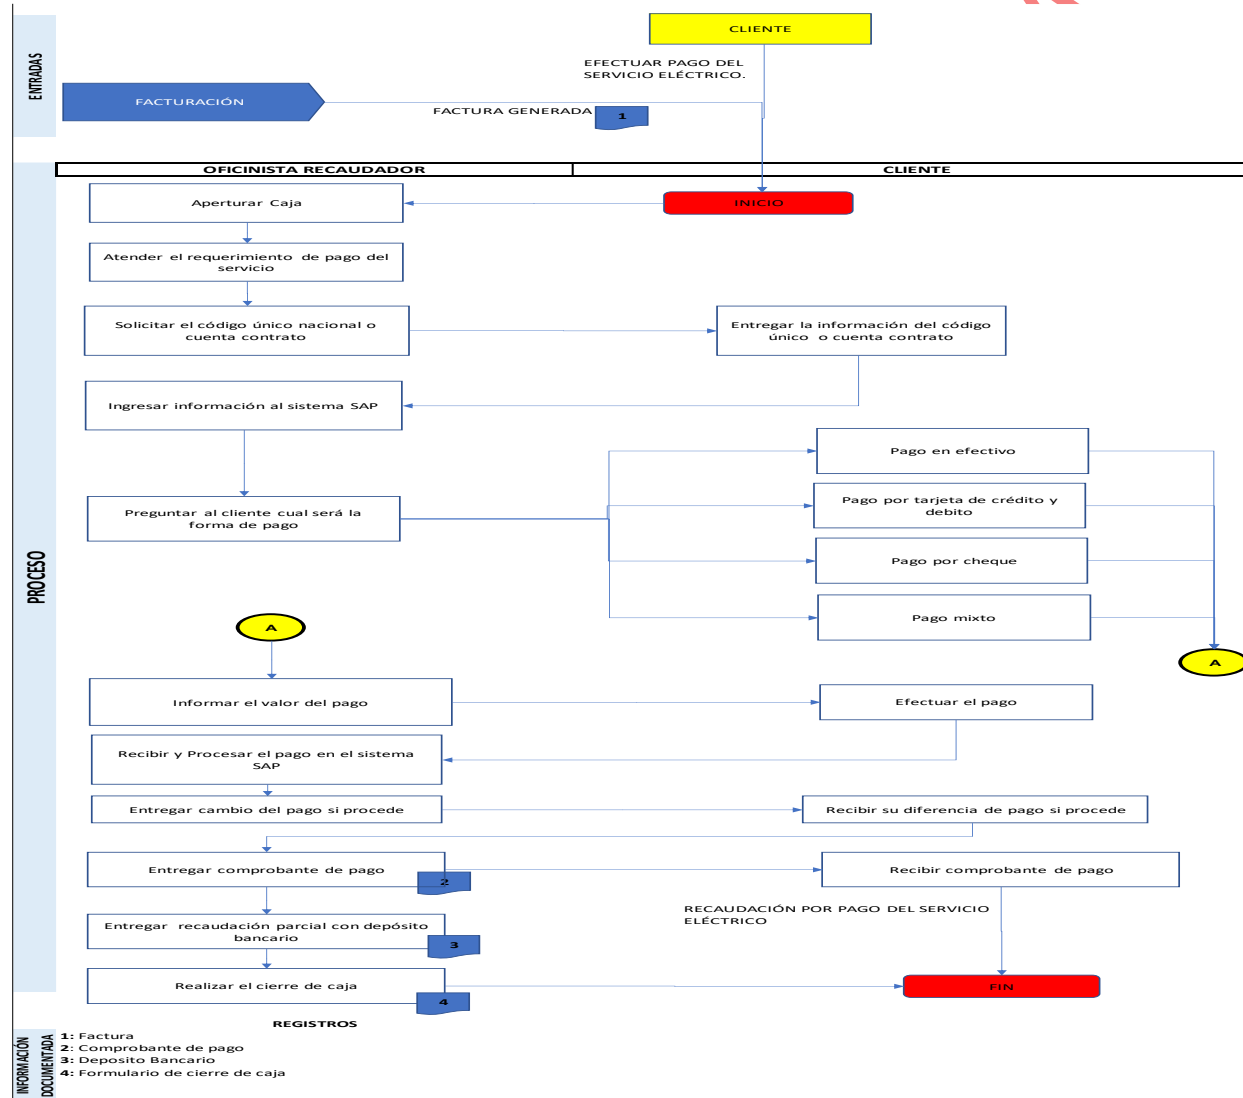 CLIENTE
EFECTUAR PAGO DEL
SERVICIO ELÉCTRICO.
ENTRADAS
FACTURACIÓN
FACTURA GENERADA
1
OFICINISTA RECAUDADOR
CLIENTE
Aperturar Caja
INICIO
Atender el requerimiento de pago del
servicio
Solicitar el código único nacional o
cuenta contrato
Entregar la información del código
único o cuenta contrato
Ingresar información al sistema SAP
Pago en efectivo
Preguntar al cliente cual será la
forma de pago
Pago por tarjeta de crédito y
debito
PROCESO
Pago por cheque
Pago mixto
A
A
Informar el valor del pago
Efectuar el pago
Recibir y Procesar el pago en el sistema
SAP
Entregar cambio del pago si procede
Recibir su diferencia de pago si procede
Entregar comprobante de pago
2
Recibir comprobante de pago
RECAUDACIÓN POR PAGO DEL SERVICIO
ELÉCTRICO
Entregar recaudación parcial con depósito
bancario
3
Realizar el cierre de caja
4
FIN
REGISTROS
INFORMACIÓN
DOCUMENTADA
1: Factura
2: Comprobante de pago
3: Deposito Bancario
4: Formulario de cierre de caja